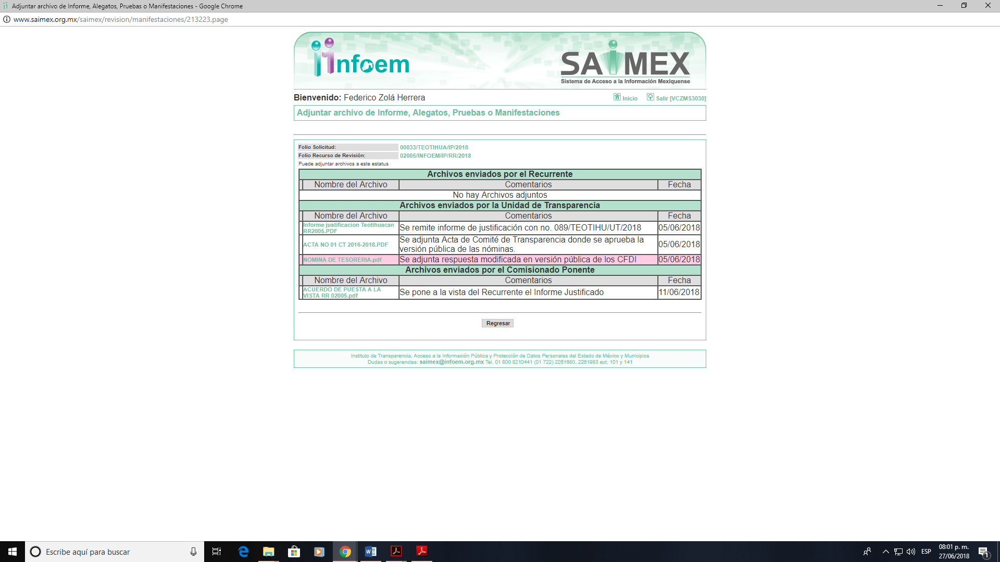 Adjuntar archivo de Informe, Alegatos, Pruebas o Manifestaciones - Google Chrome
www.saimex.org.mx/saimex/revision/manifestaciones/213223.page
infoem
SAIMEX
Sistema de Acceso a la Información Mexiquense
Bienvenido: Federico Zolá Herrera
Inicio
Salir [VCZMS3030]
Adjuntar archivo de Informe, Alegatos, Pruebas o Manifestaciones
Folio Solicitud: 00033/TEOTIHUA/IP/2018
Folio Recurso de Revisión: 02005/INFOEM/IP/RR/2018
Puede adjuntar archivos a este estatus
Archivos enviados por el Recurrente
Nombre del Archivo Comentarios Fecha
No hay Archivos adjuntos
Archivos enviados por la Unidad de Transparencia
Nombre del Archivo Comentarios Fecha
Informe justificacion Teotihuacan
RR2005.PDF
Se remite informe de justificación con no. 089/TEOTIHU/UT/2018
05/06/2018
ACTA NO 01 CT 2016-2018.PDF
Se adjunta Acta de Comité de Transparencia donde se aprueba la
versión pública de las nóminas.
05/06/2018
NOMINA DE TESORERIA.pdf Se adjunta respuesta modificada en versión pública de los CFDI 05/06/2018
Archivos enviados por el Comisionado Ponente
Nombre del Archivo Comentarios Fecha
ACUERDO DE PUESTA A LA
VISTA RR 02005.pdf
Se pone a la vista del Recurrente el Informe Justificado
11/06/2018
Regresar
Instituto de Transparencia, Acceso a la Información Pública y Protección de Datos Personales del Estado de México y Municipios
Dudas o sugerencias: saimex@infoem.org.mx Tel. 01 800 8210441 (01 722) 2261680, 2261983 ext. 101 y 141
Escribe aquí para buscar
ESP
08:01 p. m.
27/06/2018
1